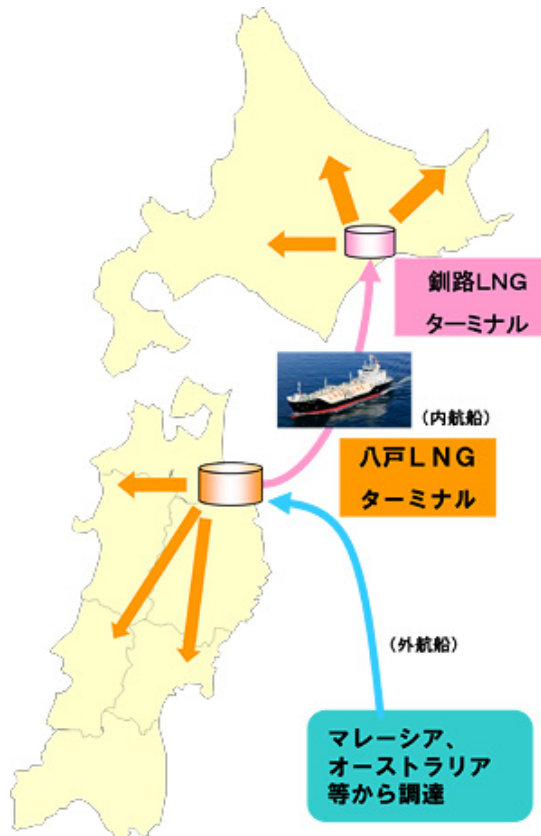 釧路LNG
ターミナル
(内航船)
八戸LNG
ターミナル
(外航船)
マレーシア、
オーストラリア
等から調達